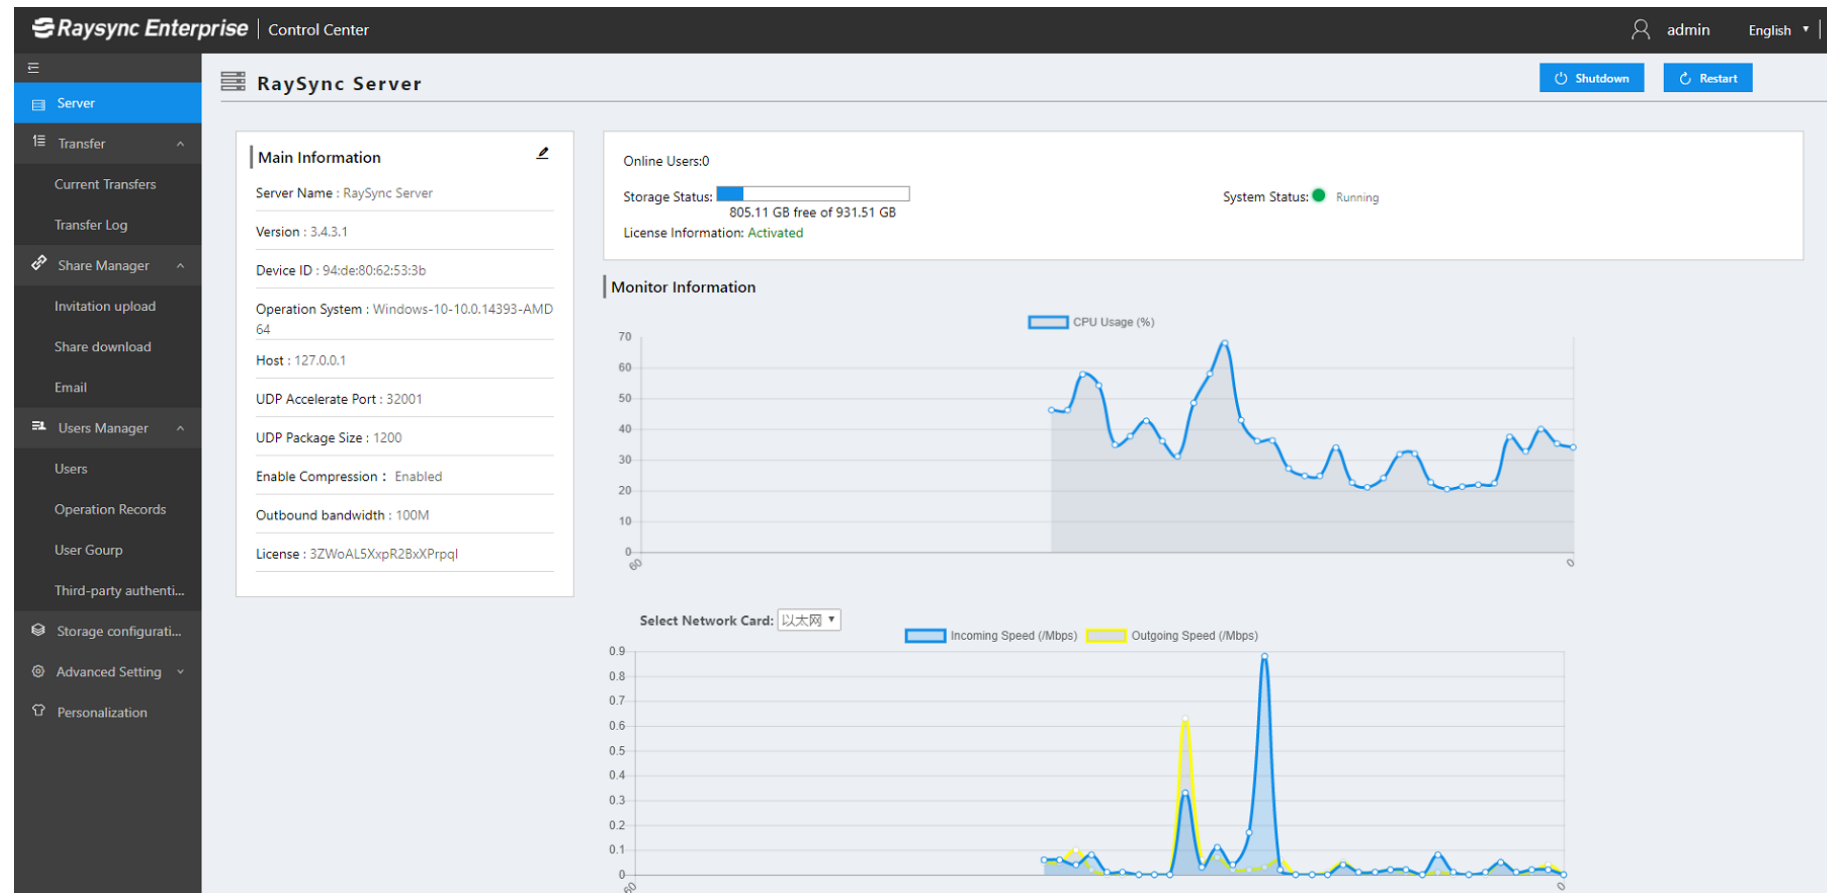 Raysync Enterprise | Control Center
admin
English
Server
Transfer
Current Transfers
Transfer Log
Share Manager
Invitation upload
Share download
Email
Users Manager
Users
Operation Records
User Gourp
Third-party authenti...
Storage configurati...
Advanced Setting
Personalization
RaySync Server
Shutdown
Restart
Main Information
Server Name : RaySync Server
Version : 3.4.3.1
Device ID : 94:de:80:62:53:3b
Operation System : Windows-10-10.0.14393-AMD
64
Host : 127.0.0.1
UDP Accelerate Port : 32001
UDP Package Size : 1200
Enable Compression： Enabled
Outbound bandwidth : 100M
License : 3ZWoAL5XxpR2BxXPrpqI
Online Users:0
Storage Status:
805.11 GB free of 931.51 GB
System Status: Running
License Information: Activated
Monitor Information
CPU Usage (%)
70
60
50
40
30
20
10
0
60
0
Select Network Card: 以太网
Incoming Speed (/Mbps)
Outgoing Speed (/Mbps)
0.9
0.8
0.7
0.6
0.5
0.4
0.3
0.2
0.1
0
60
0